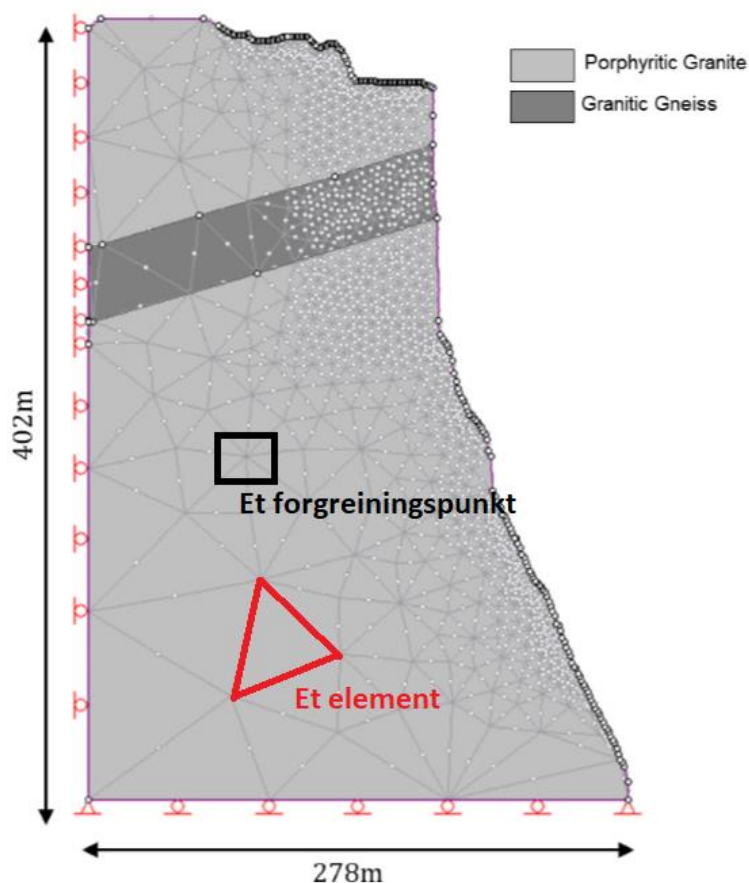 Porphyritic Granite
Granitic Gneiss
402m
Et forgreiningspunkt
Et element
278m